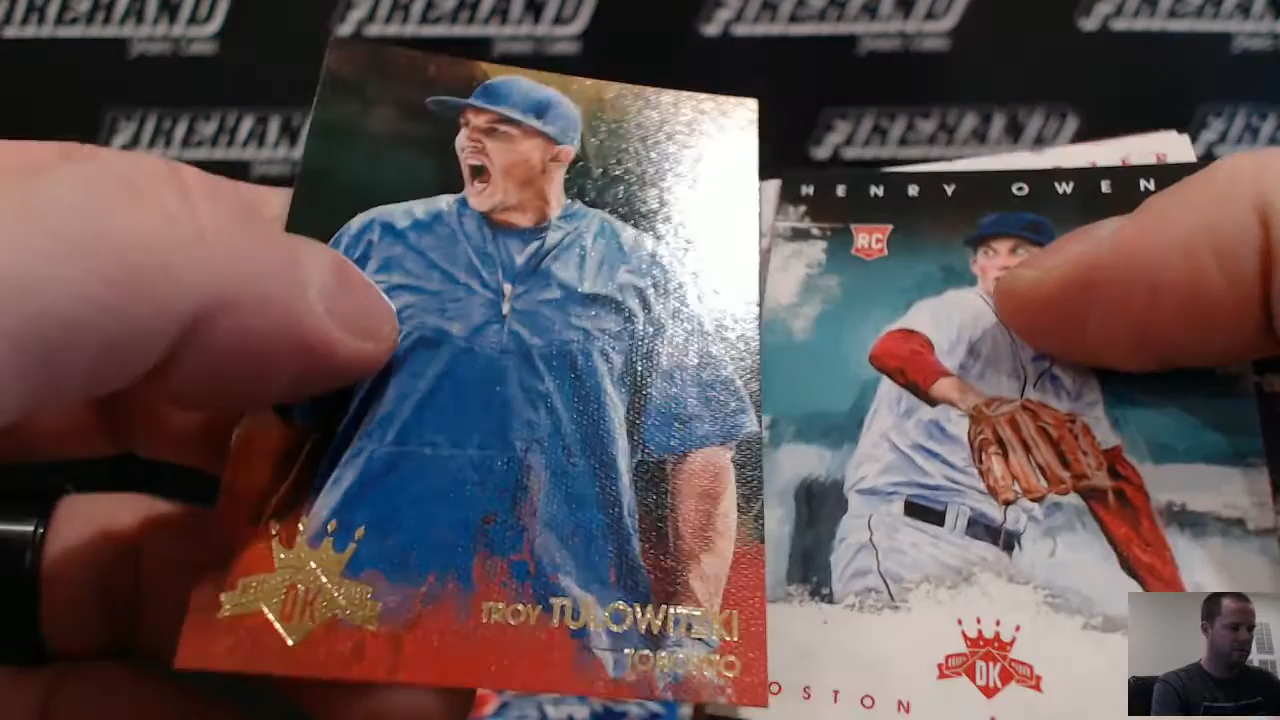 FIREHAND
FIREHAND
FIREHAND
FIREHAND
FIREHAND
FIREHAND
HENRY OWEN
RC
DK
TROY TULOWITZKI
TORONTO
DK
OSTON